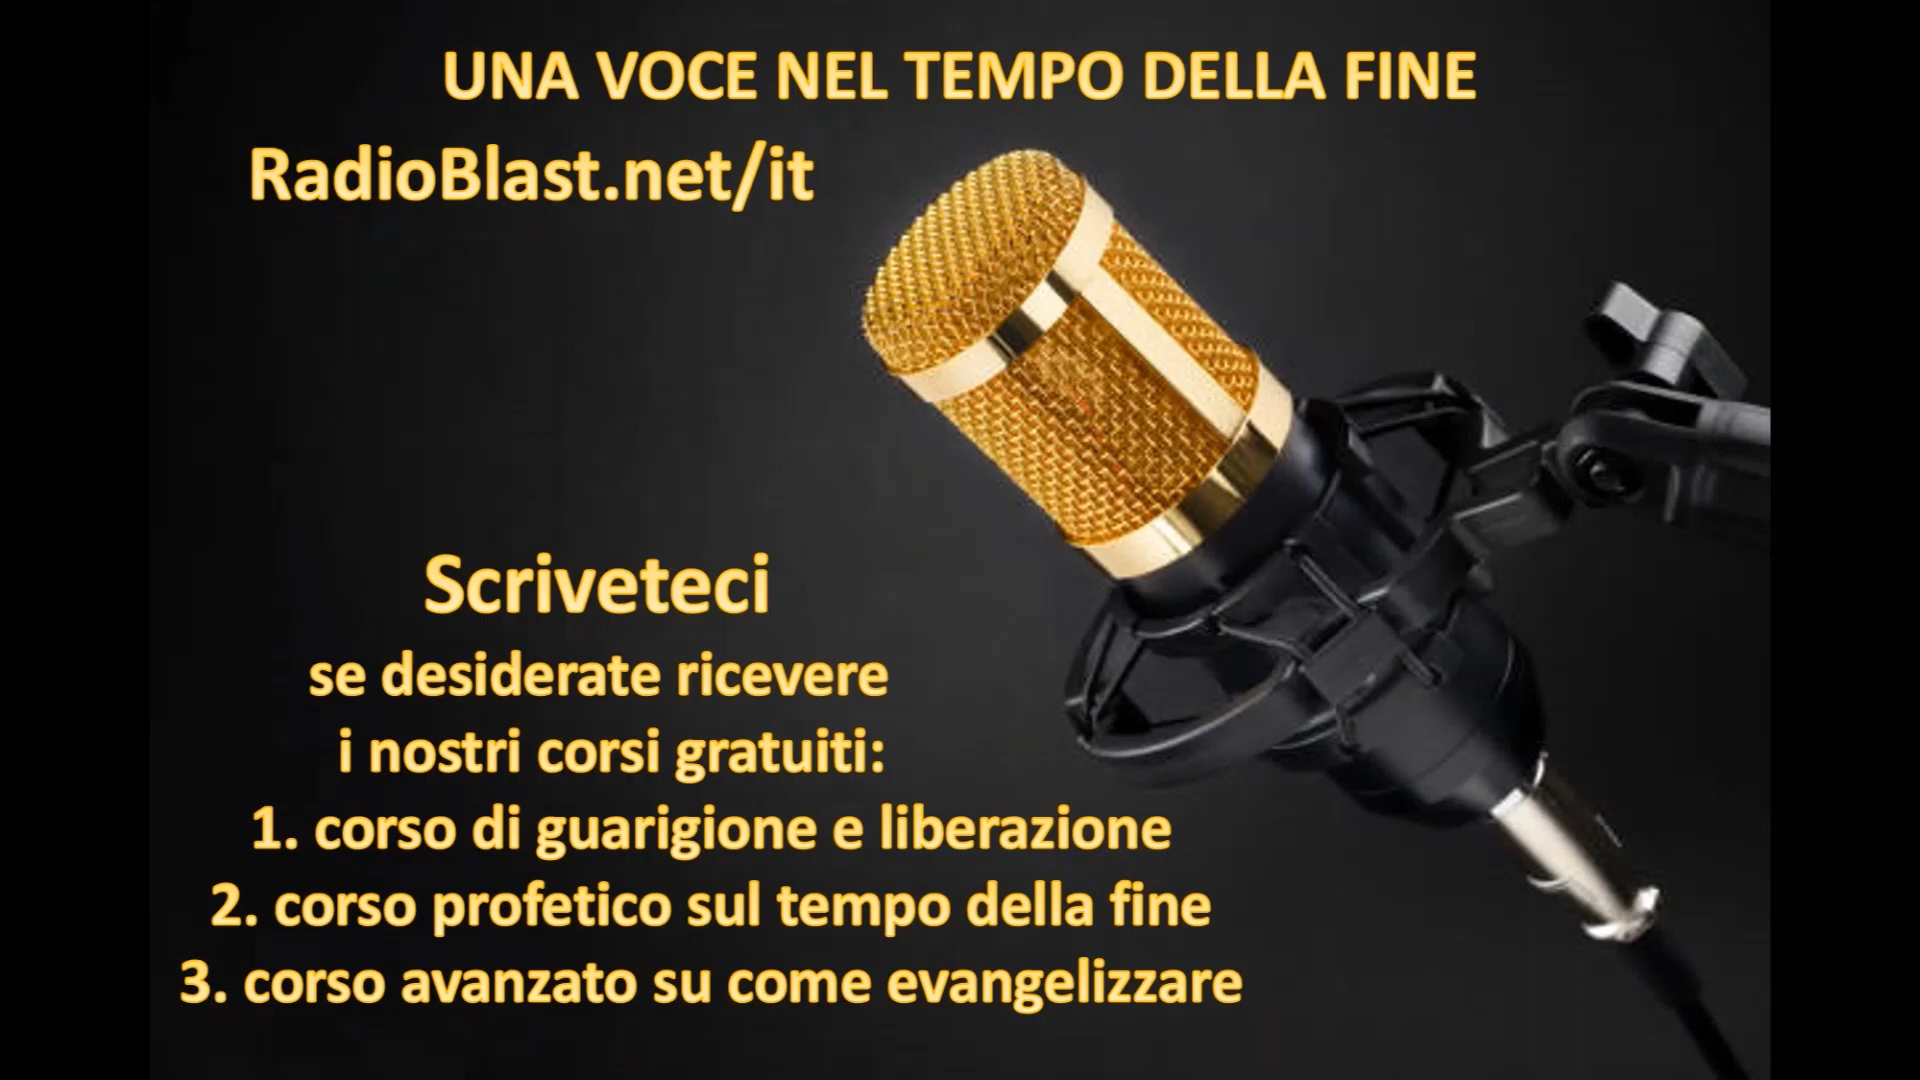 UNA VOCE NEL TEMPO DELLA FINE
RadioBlast.net/it
Scriveteci
se desiderate ricevere
i nostri corsi gratuiti:
1. corso di guarigione e liberazione
2. corso profetico sul tempo della fine
3. corso avanzato su come evangelizzare